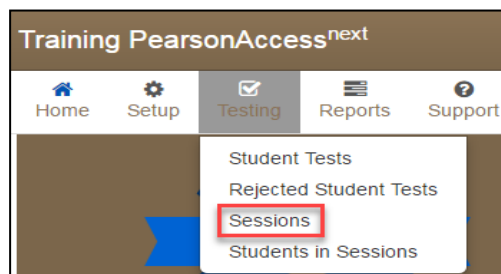 Training PearsonAccessnext
Home Setup Testing Reports Support
Student Tests
Rejected Student Tests
Sessions
Students in Sessions